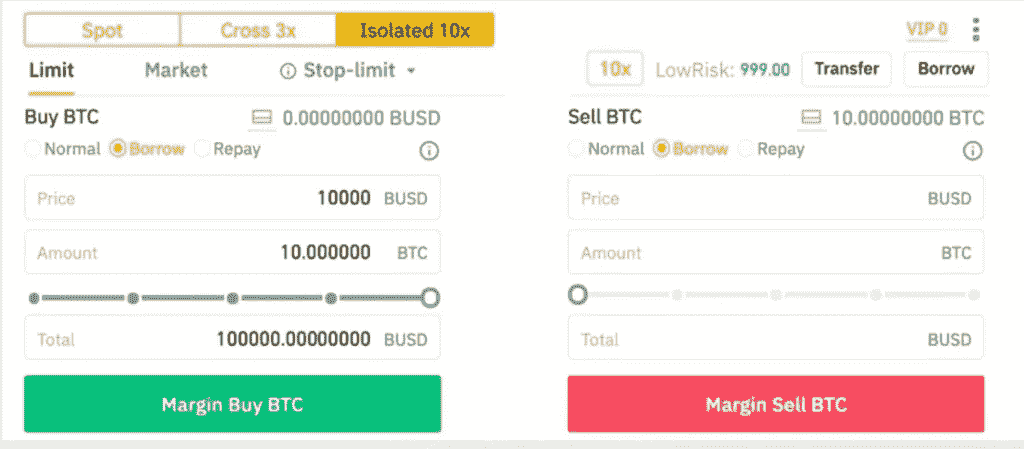 Spot Cross 3x Isolated 10x VIP 0
Limit Market Stop-limit 10x LowRisk: 999.00 Transfer Borrow
Buy BTC 0.00000000 BUSD
Normal Borrow Repay
Price 10000 BUSD
Amount 10.000000 BTC
Total 100000.00000000 BUSD
Margin Buy BTC
Sell BTC 10.00000000 BTC
Normal Borrow Repay
Price BUSD
Amount BTC
Total BUSD
Margin Sell BTC